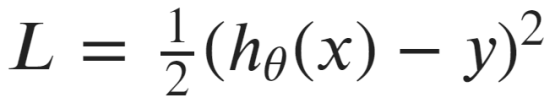 L = ½(h_θ(x) − y)²